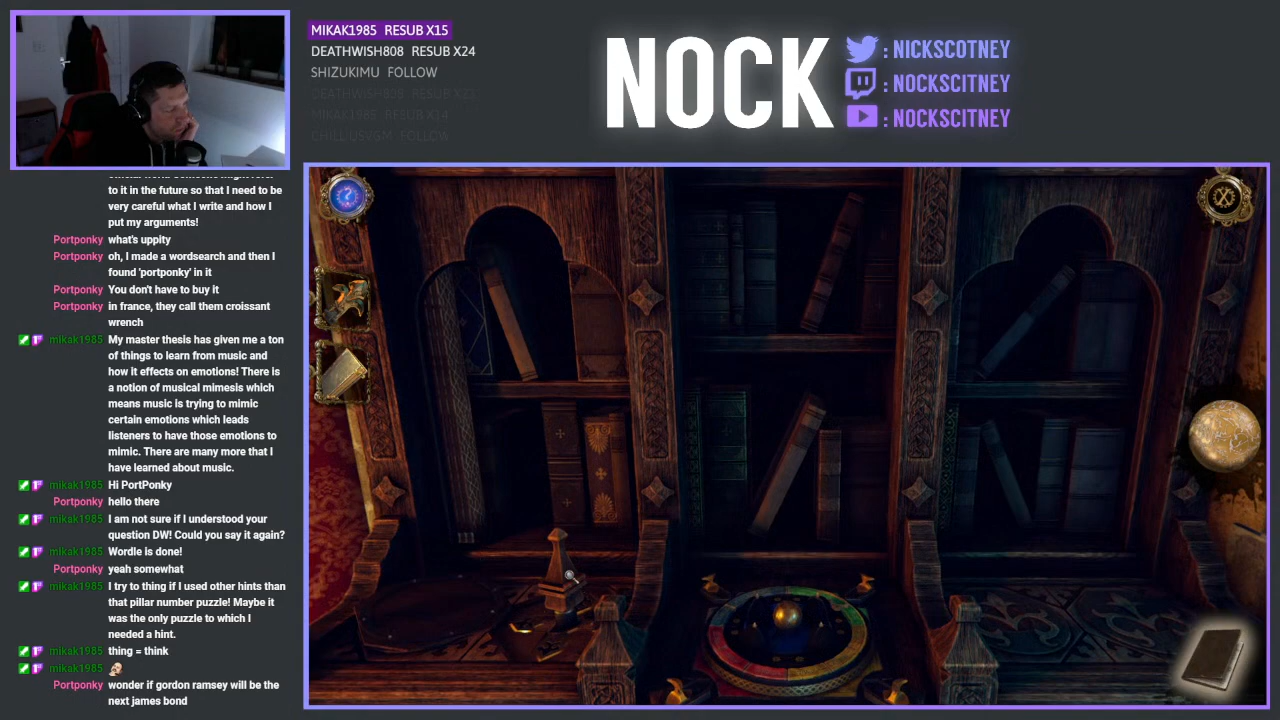 MIKAK1985 RESUB X15
DEATHWISH808 RESUB X24
SHIZUKIMU FOLLOW
DEATHWISH808 RESUB X23
MIKAK1985 RESUB X14
NOCK
: NICKSCOTNEY
: NOCKSCITNEY
: NOCKSCITNEY
to it in the future so that I need to be
very careful what I write and how I
put my arguments!
Portponky what's uppity
Portponky oh, I made a wordsearch and then I
found 'portponky' in it
Portponky You don't have to buy it
Portponky in france, they call them croissant
wrench
mikak1985 My master thesis has given me a ton
of things to learn from music and
how it effects on emotions! There is
a notion of musical mimesis which
means music is trying to mimic
certain emotions which leads
listeners to have those emotions to
mimic. There are many more that I
have learned about music.
mikak1985 Hi PortPonky
Portponky hello there
mikak1985 I am not sure if I understood your
question DW! Could you say it again?
mikak1985 Wordle is done!
Portponky yeah somewhat
mikak1985 I try to thing if I used other hints than
that pillar number puzzle! Maybe it
was the only puzzle to which I
needed a hint.
mikak1985 thing = think
mikak1985
Portponky wonder if gordon ramsey will be the
next james bond